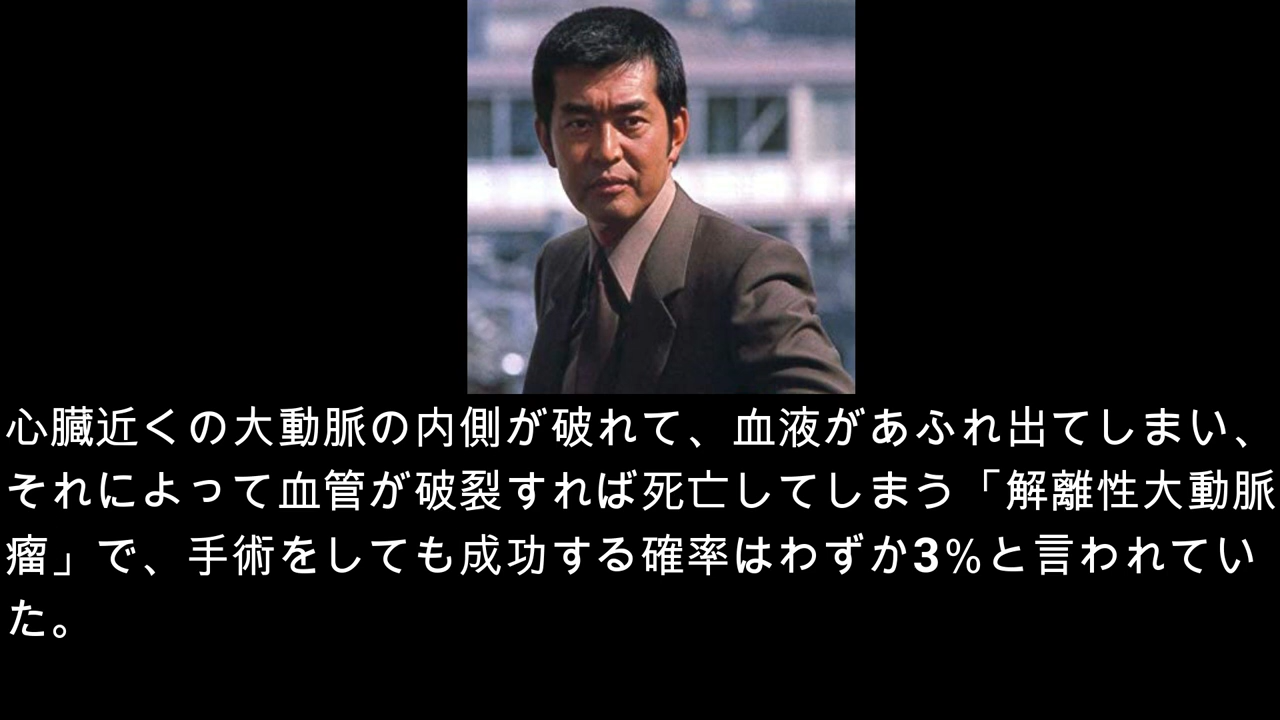 心臓近くの大動脈の内側が破れて、血液があふれ出てしまい、
それによって血管が破裂すれば死亡してしまう「解離性大動脈
瘤」で、手術をしても成功する確率はわずか3％と言われてい
た。